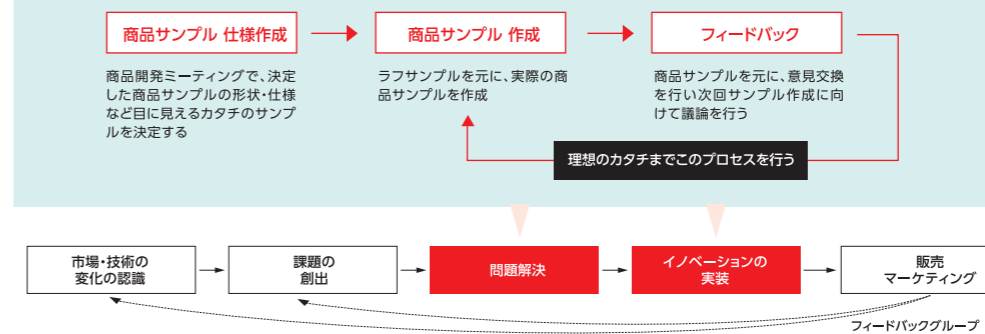 商品サンプル 仕様作成
商品サンプル 作成
フィードバック
商品開発ミーティングで、決定
した商品サンプルの形状・仕様
など目に見えるカタチのサンプ
ルを決定する
ラフサンプルを元に、実際の商
品サンプルを作成
商品サンプルを元に、意見交換
を行い次回サンプル作成に向
けて議論を行う
理想のカタチまでこのプロセスを行う
市場・技術の
変化の認識
課題の
創出
問題解決
イノベーションの
実装
販売
マーケティング
フィードバックグループ